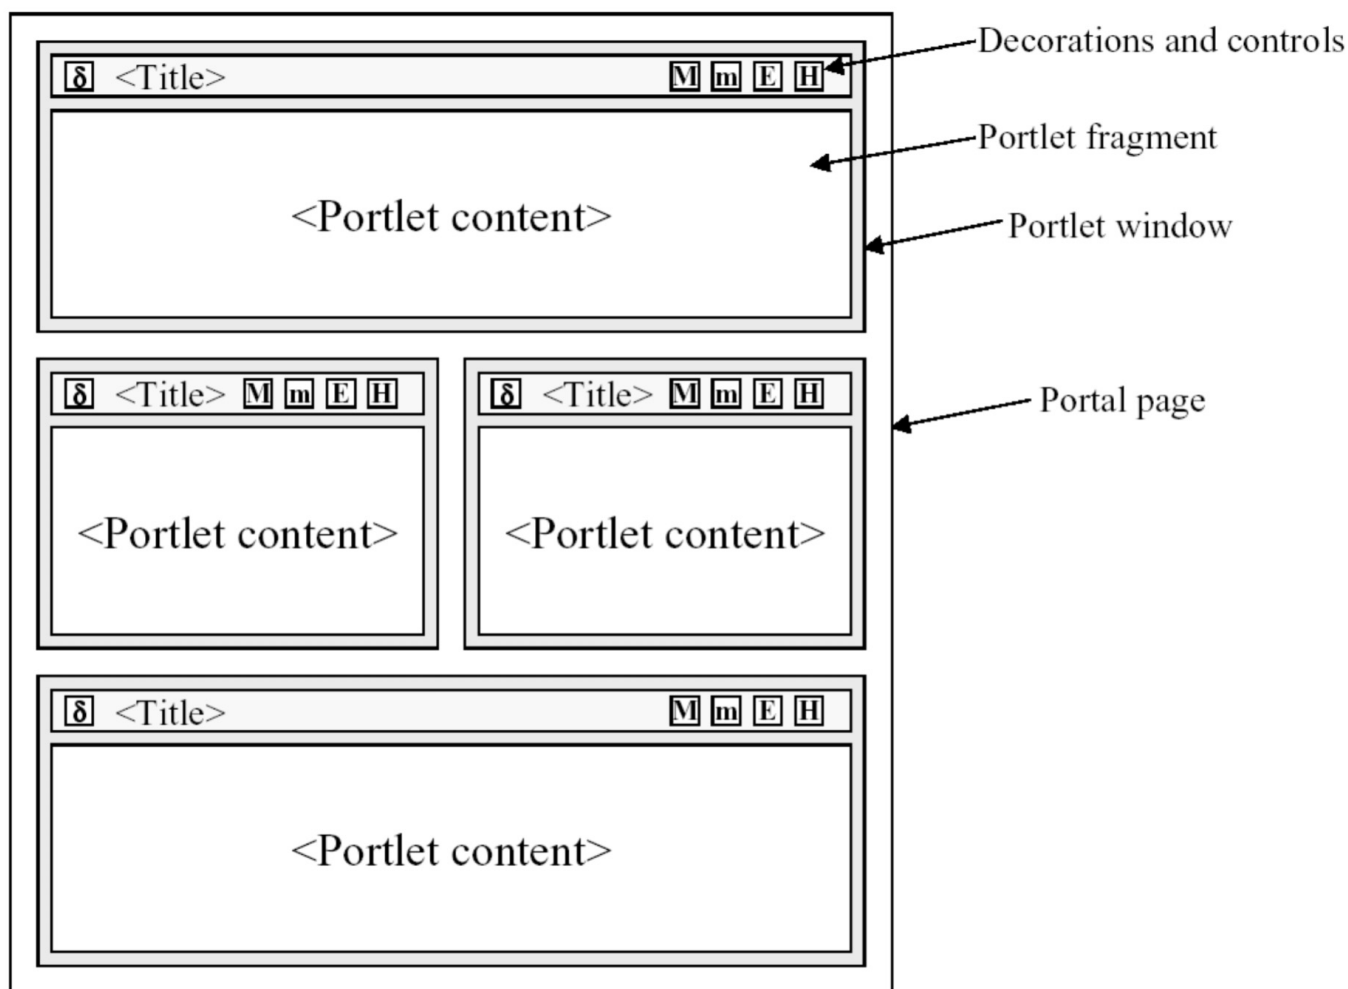 δ <Title> M m E H
Decorations and controls
Portlet fragment
<Portlet content>
Portlet window
δ <Title> M m E H
δ <Title> M m E H
Portal page
<Portlet content>
<Portlet content>
δ <Title> M m E H
<Portlet content>